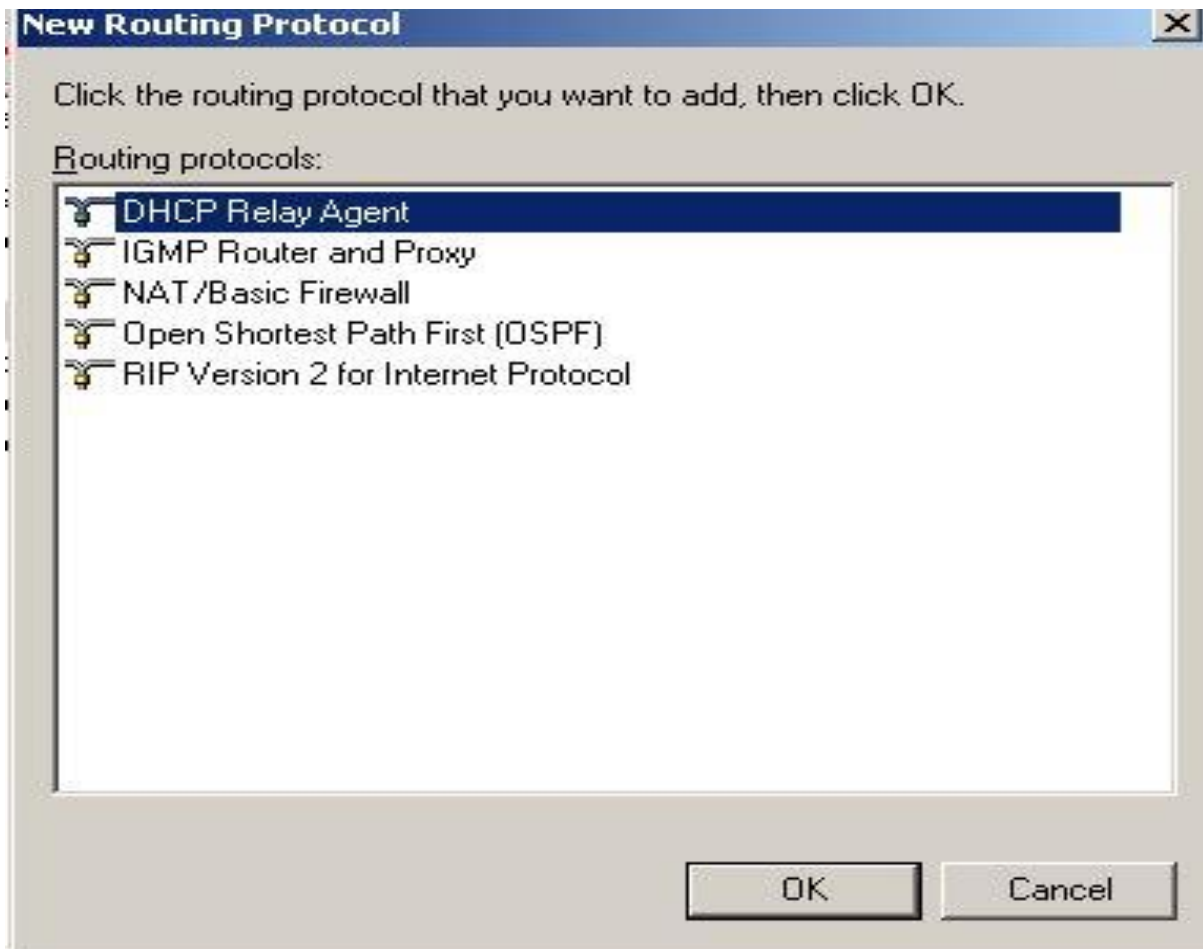 New Routing Protocol
Click the routing protocol that you want to add, then click OK.
Routing protocols:
DHCP Relay Agent
IGMP Router and Proxy
NAT/Basic Firewall
Open Shortest Path First (OSPF)
RIP Version 2 for Internet Protocol
OK Cancel